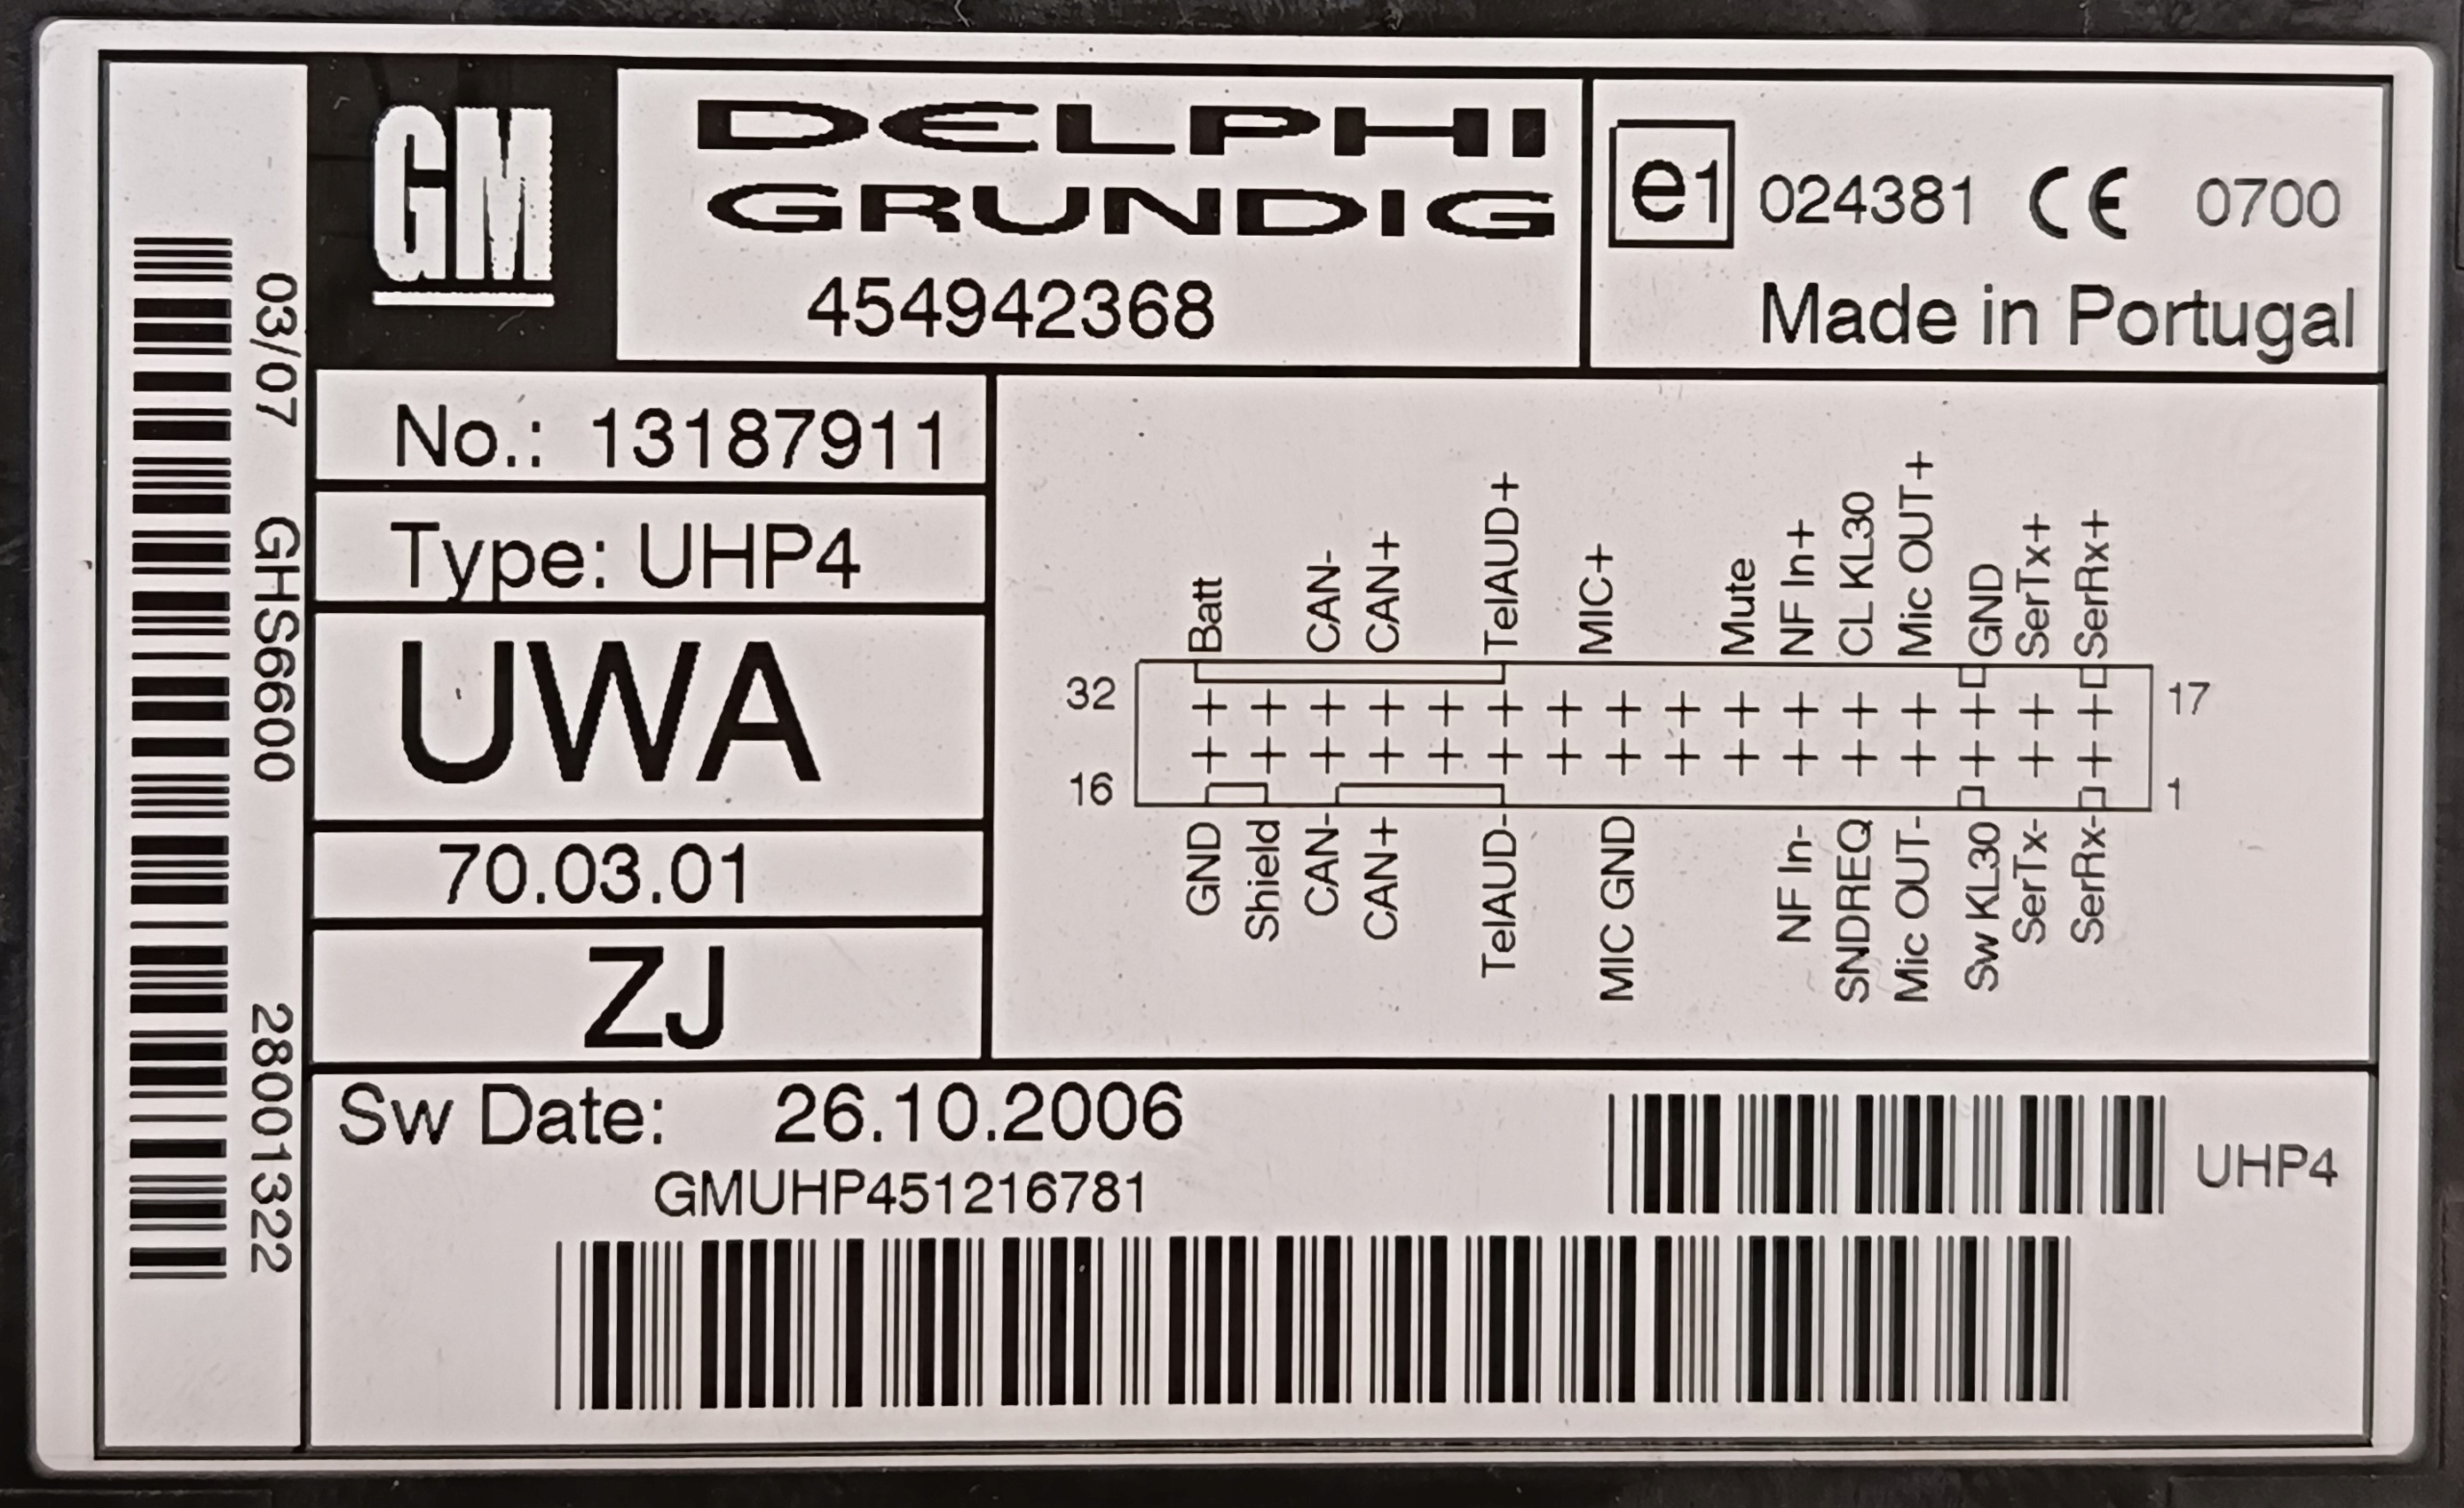 GM
DELPHI
GRUNDIG
454942368
e1 024381 CE 0700
Made in Portugal
03/07 GHS6600 28001322
No.: 13187911
Type: UHP4
UWA
70.03.01
ZJ
Batt CAN- CAN+ TelAUD+ MIC+ Mute NF In+ CL KL30 Mic OUT+ GND SerTx+ SerRx+
32 + + + + + + + + + + + + + + + + 17
16 + + + + + + + + + + + + + + + + 1
GND Shield CAN- CAN+ TelAUD- MIC GND NF In- SNDREQ Mic OUT- Sw KL30 SerTx- SerRx-
Sw Date: 26.10.2006
GMUHP451216781
UHP4